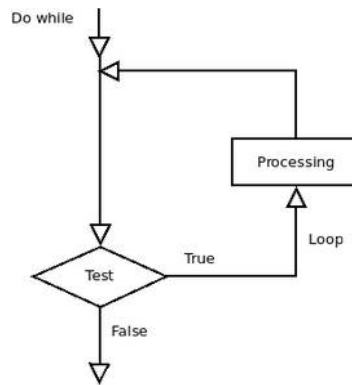 Do while
Processing
Loop
True
Test
False